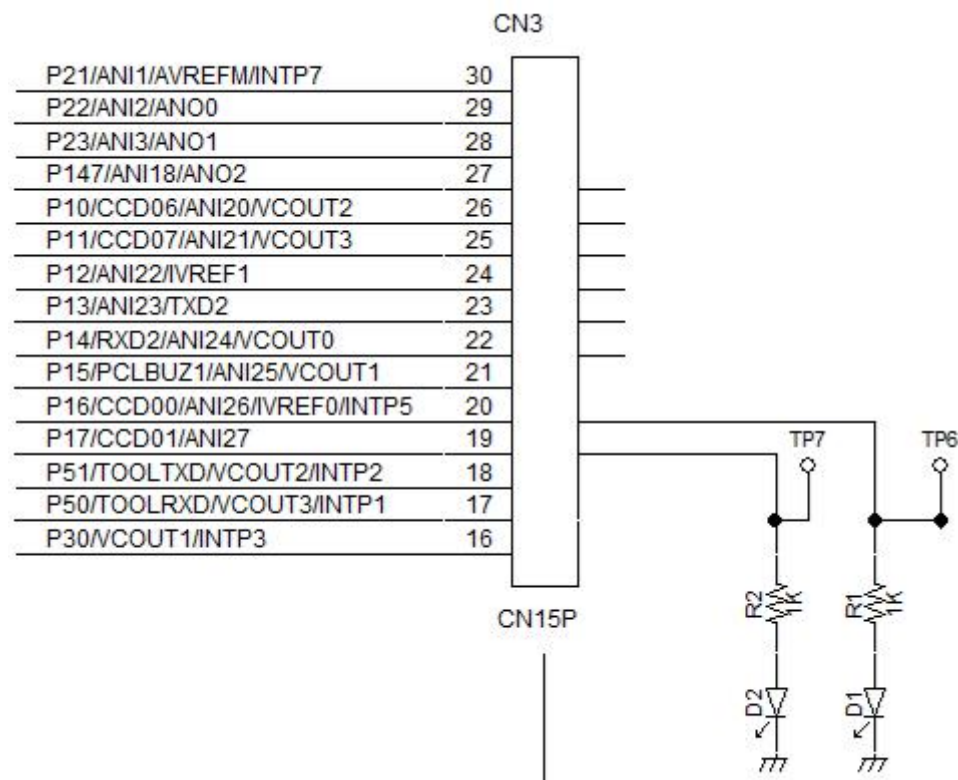 CN3
P21/ANI1/AVREFM/INTP7 30
P22/ANI2/ANO0 29
P23/ANI3/ANO1 28
P147/ANI18/ANO2 27
P10/CCD06/ANI20/VCOUT2 26
P11/CCD07/ANI21/VCOUT3 25
P12/ANI22/IVREF1 24
P13/ANI23/TXD2 23
P14/RXD2/ANI24/VCOUT0 22
P15/PCLBUZ1/ANI25/VCOUT1 21
P16/CCD00/ANI26/IVREF0/INTP5 20
P17/CCD01/ANI27 19
P51/TOOLTXD/VCOUT2/INTP2 18
P50/TOOLRXD/VCOUT3/INTP1 17
P30/VCOUT1/INTP3 16
CN15P
TP7 TP6
R2 1K R1 1K
D2 D1